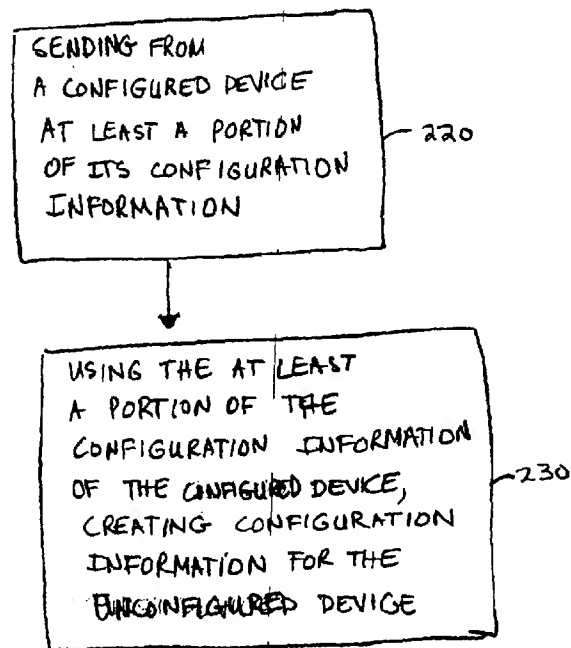 SENDING FROM
A CONFIGURED DEVICE
AT LEAST A PORTION
OF ITS CONFIGURATION
INFORMATION
220
USING THE AT LEAST
A PORTION OF THE
CONFIGURATION INFORMATION
OF THE CONFIGURED DEVICE,
CREATING CONFIGURATION
INFORMATION FOR THE
UNCONFIGURED DEVICE
230